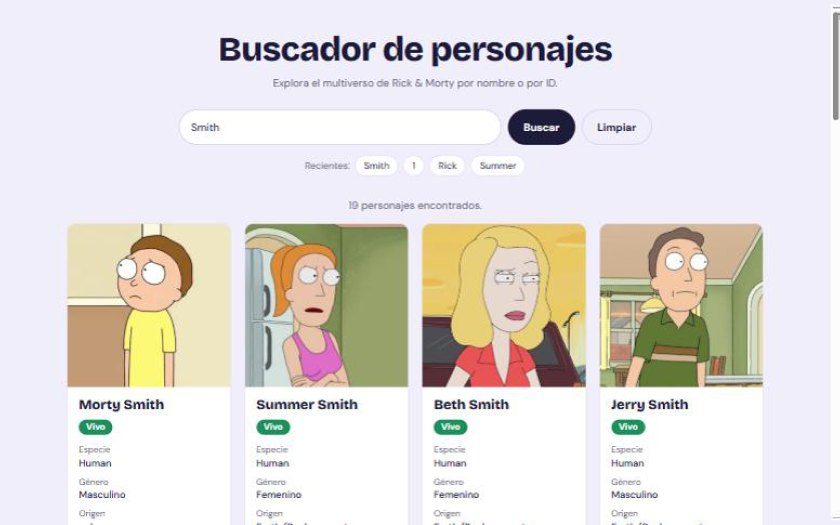 Buscador de personajes
Explora el multiverso de Rick & Morty por nombre o por ID.
Smith
Buscar
Limpiar
Recientes: Smith 1 Rick Summer
19 personajes encontrados.
Morty Smith Summer Smith Beth Smith Jerry Smith
Vivo Vivo Vivo Vivo
Especie Especie Especie Especie
Human Human Human Human
Género Género Género Género
Masculino Femenino Femenino Masculino
Origen Origen Origen Origen